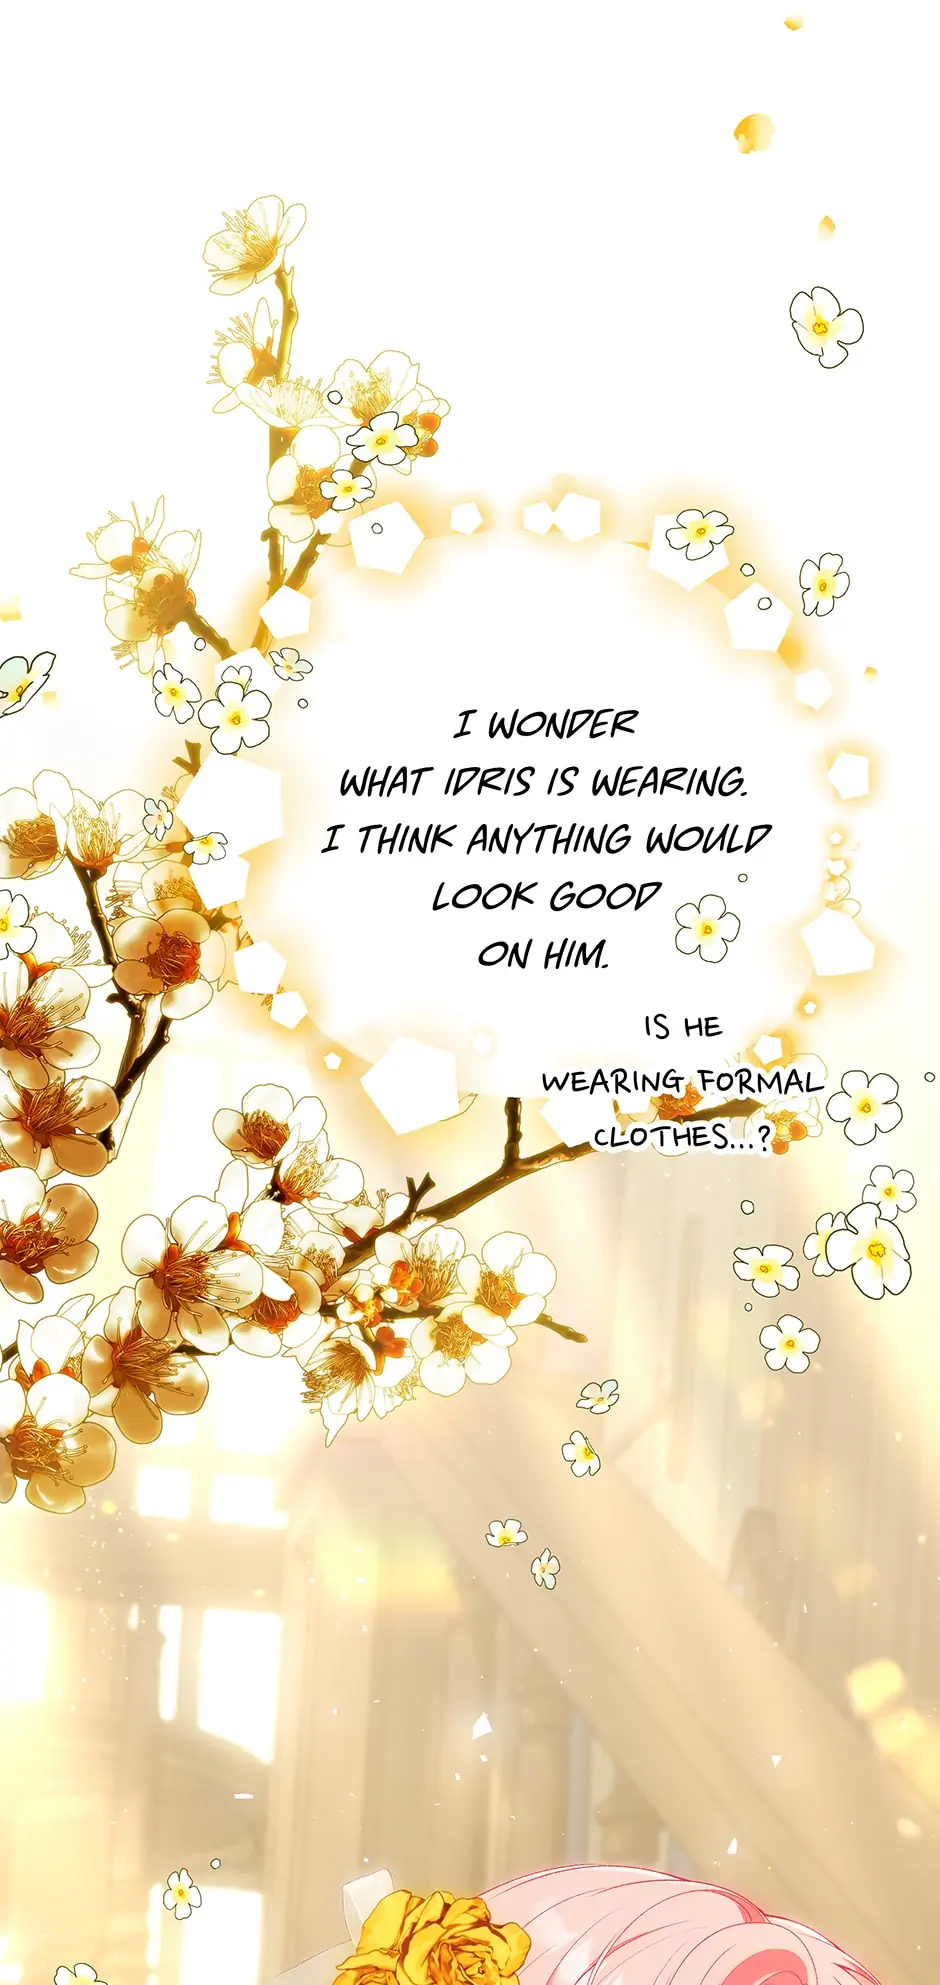 I WONDER
WHAT IDRIS IS WEARING.
I THINK ANYTHING WOULD
LOOK GOOD
ON HIM.
IS HE
WEARING FORMAL
CLOTHES...?